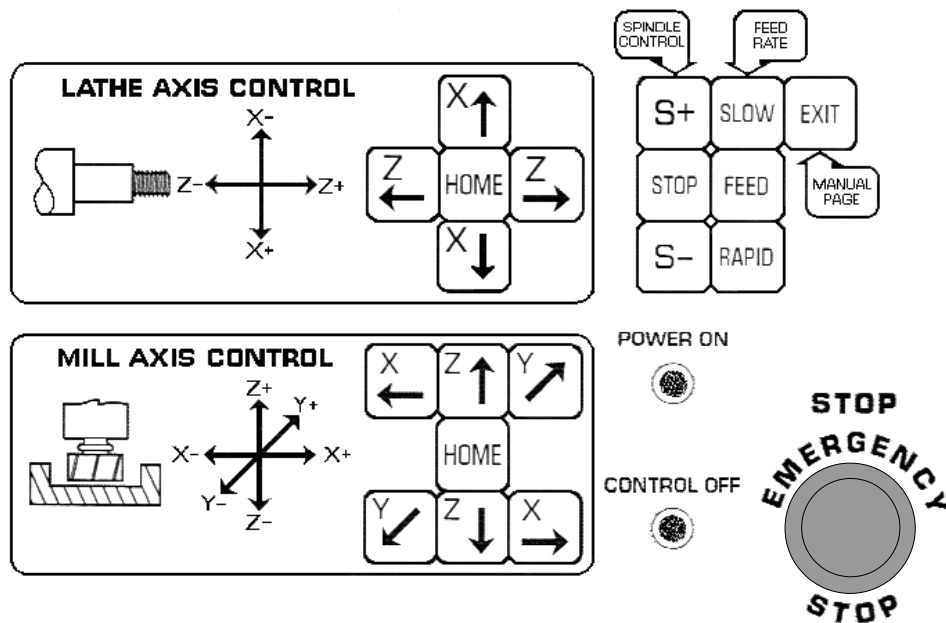 SPINDLE
CONTROL
FEED
RATE
LATHE AXIS CONTROL
X-
Z-
Z+
X+
X
Z
HOME
Z
X
S+
SLOW
EXIT
STOP
FEED
MANUAL
PAGE
S-
RAPID
MILL AXIS CONTROL
Z+
Y+
X-
X+
Y-
Z-
X
Z
Y
HOME
Y
Z
X
POWER ON
CONTROL OFF
STOP
EMERGENCY
STOP